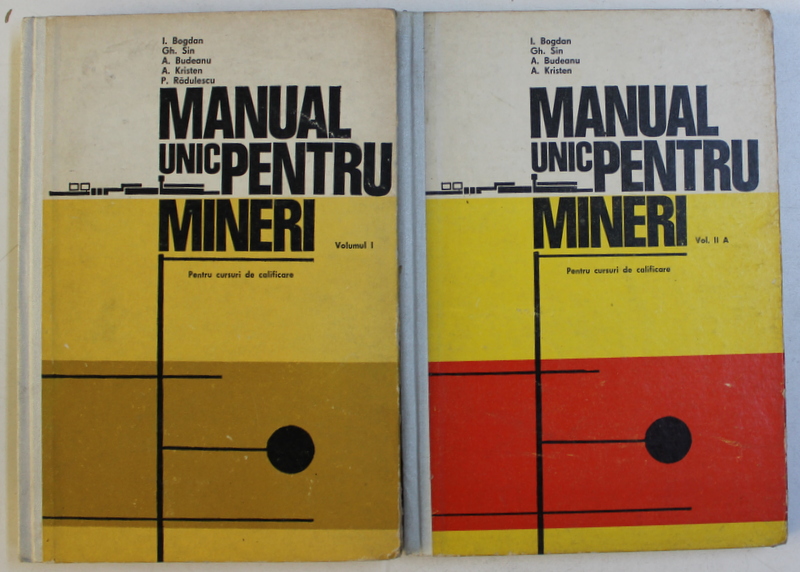 I. Bogdan
Gh. Sin
A. Budeanu
A. Kristen
P. Rădulescu
MANUAL
UNIC PENTRU
MINERI
Volumul I
Pentru cursuri de calificare
I. Bogdan
Gh. Sin
A. Budeanu
A. Kristen
MANUAL
UNIC PENTRU
MINERI
Vol. II A
Pentru cursuri de calificare